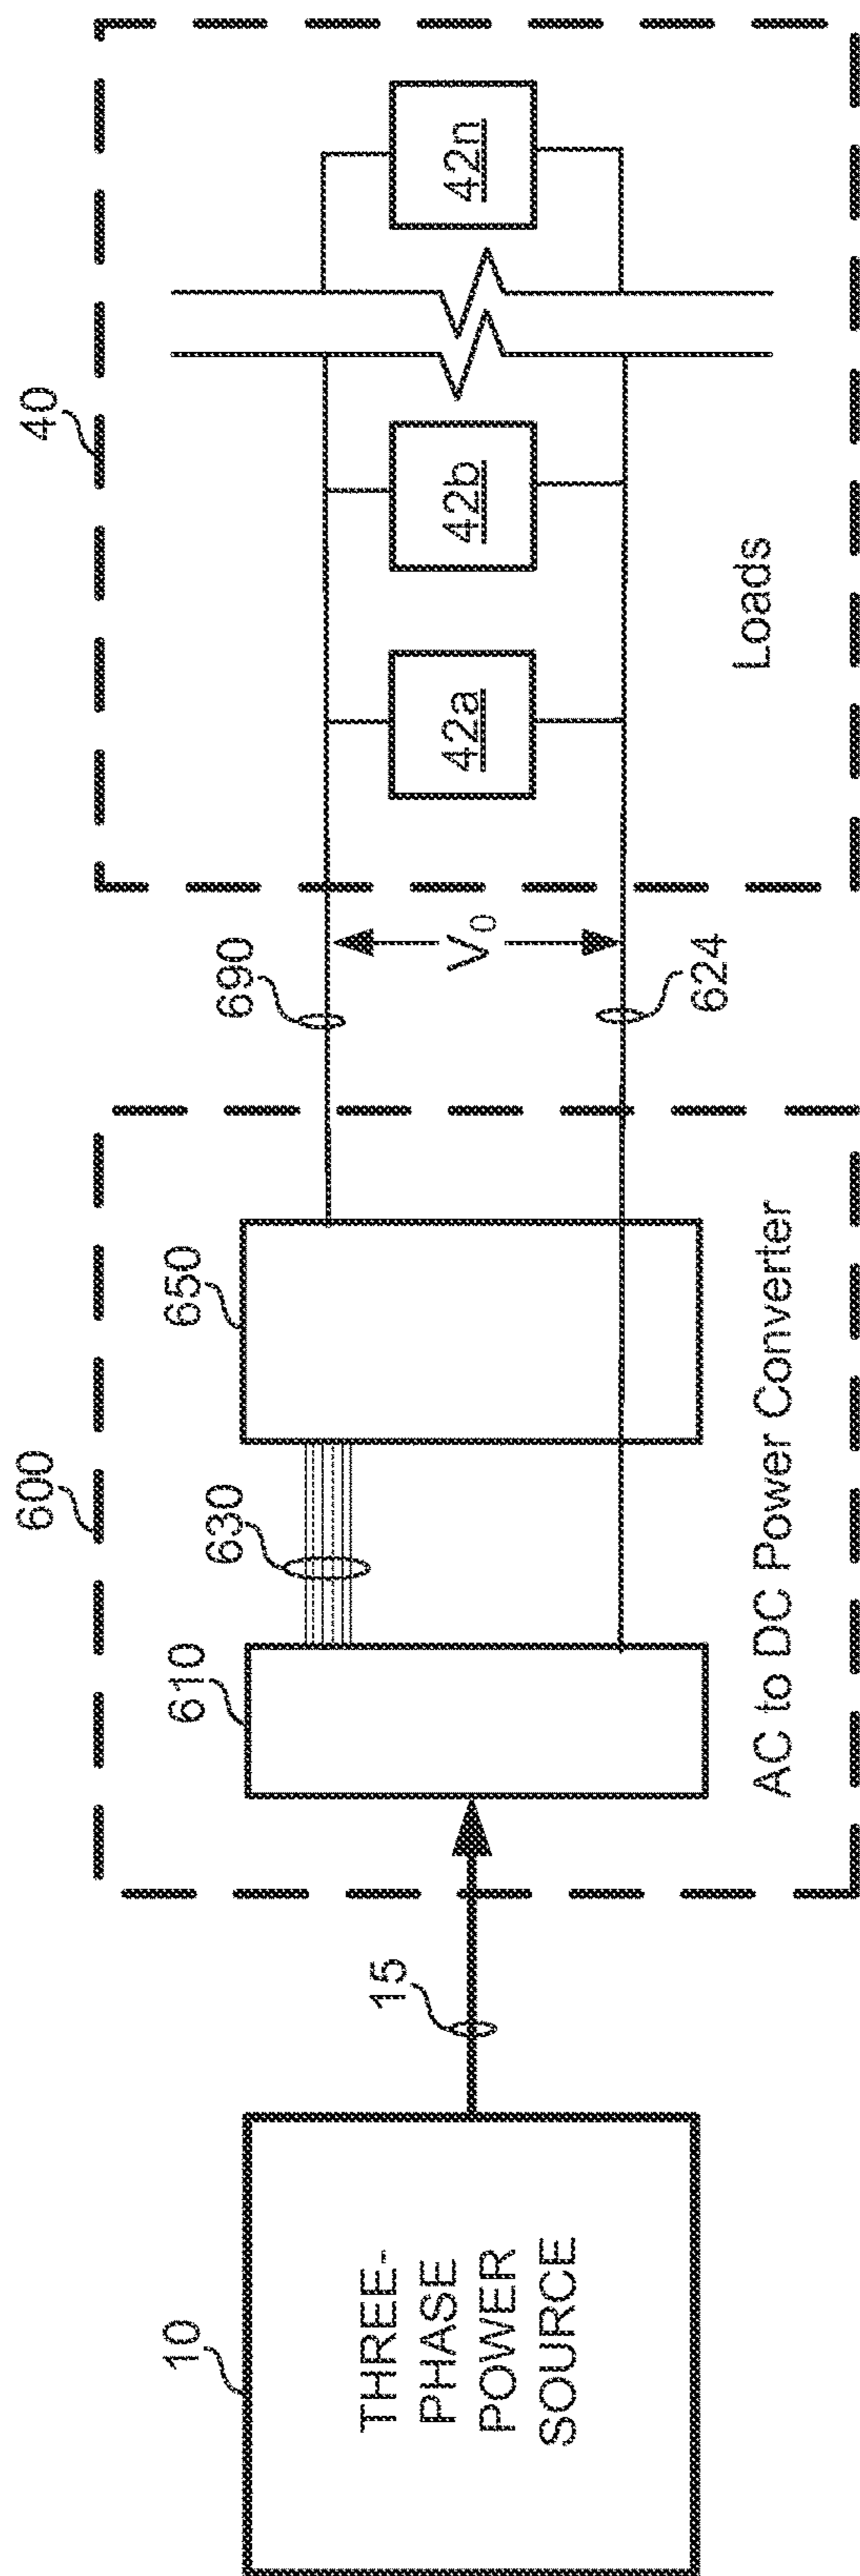 10
THREE-
PHASE
POWER
SOURCE
15
600
610
630
650
AC to DC Power Converter
690
V0
624
40
42a
42b
42n
Loads